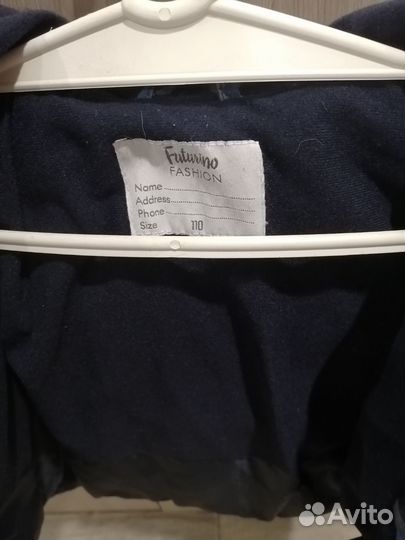 Futurino
FASHION
Name
Address
Phone
Size 110
Avito